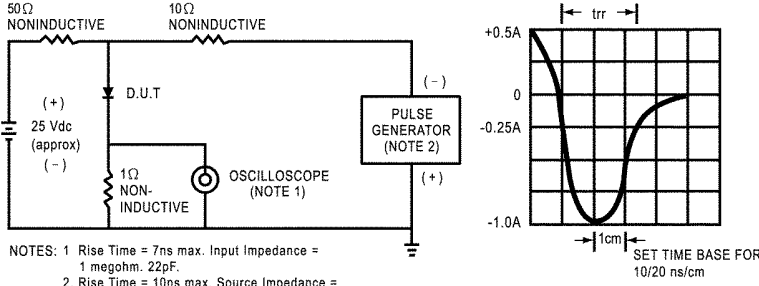 50Ω
NONINDUCTIVE
10Ω
NONINDUCTIVE
(+)
25 Vdc
(approx)
(−)
D.U.T
1Ω
NON-
INDUCTIVE
OSCILLOSCOPE
(NOTE 1)
(−)
PULSE
GENERATOR
(NOTE 2)
(+)
NOTES: 1 Rise Time = 7ns max. Input Impedance =
1 megohm. 22pF.
2. Rise Time = 10ns max. Source Impedance =
trr
+0.5A
0
-0.25A
-1.0A
1cm
SET TIME BASE FOR
10/20 ns/cm